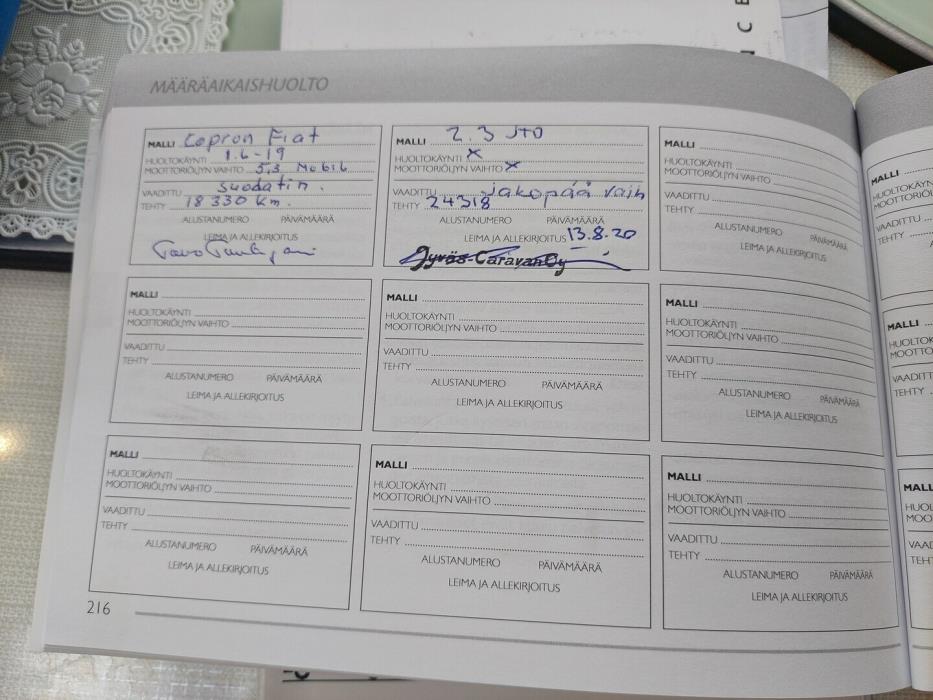 MÄÄRÄAIKAISHUOLTO
MALLI Capron Fiat
HUOLTOKÄYNTI 1.6-19
MOOTTORIÖLJYN VAIHTO 5,3 Mobil
suodatin.
VAADITTU
TEHTY 18330 km.
ALUSTANUMERO PÄIVÄMÄÄRÄ
LEIMA JA ALLEKIRJOITUS
MALLI 2.3 JTD
HUOLTOKÄYNTI x
MOOTTORIÖLJYN VAIHTO x
VAADITTU jakopää vaih
TEHTY 24318
ALUSTANUMERO PÄIVÄMÄÄRÄ
LEIMA JA ALLEKIRJOITUS 13.8.20
Jyväs-Caravan Oy
MALLI
HUOLTOKÄYNTI
MOOTTORIÖLJYN VAIHTO
VAADITTU
TEHTY
ALUSTANUMERO PÄIVÄMÄÄRÄ
LEIMA JA ALLEKIRJOITUS
MALLI
HUOLTOKÄYNTI
MOOTTORIÖLJYN VAIHTO
VAADITTU
TEHTY
ALUSTANUMERO PÄIVÄMÄÄRÄ
LEIMA JA ALLEKIRJOITUS
MALLI
HUOLTOKÄYNTI
MOOTTORIÖLJYN VAIHTO
VAADITTU
TEHTY
ALUSTANUMERO PÄIVÄMÄÄRÄ
LEIMA JA ALLEKIRJOITUS
MALLI
HUOLTOKÄYNTI
MOOTTORIÖLJYN VAIHTO
VAADITTU
TEHTY
ALUSTANUMERO PÄIVÄMÄÄRÄ
LEIMA JA ALLEKIRJOITUS
MALLI
HUOLTOKÄYNTI
MOOTTORIÖLJYN VAIHTO
VAADITTU
TEHTY
ALUSTANUMERO PÄIVÄMÄÄRÄ
LEIMA JA ALLEKIRJOITUS
MALLI
HUOLTOKÄYNTI
MOOTTORIÖLJYN VAIHTO
VAADITTU
TEHTY
ALUSTANUMERO PÄIVÄMÄÄRÄ
LEIMA JA ALLEKIRJOITUS
MALLI
HUOLTOKÄYNTI
MOOTTORIÖLJYN VAIHTO
VAADITTU
TEHTY
ALUSTANUMERO PÄIVÄMÄÄRÄ
LEIMA JA ALLEKIRJOITUS
216